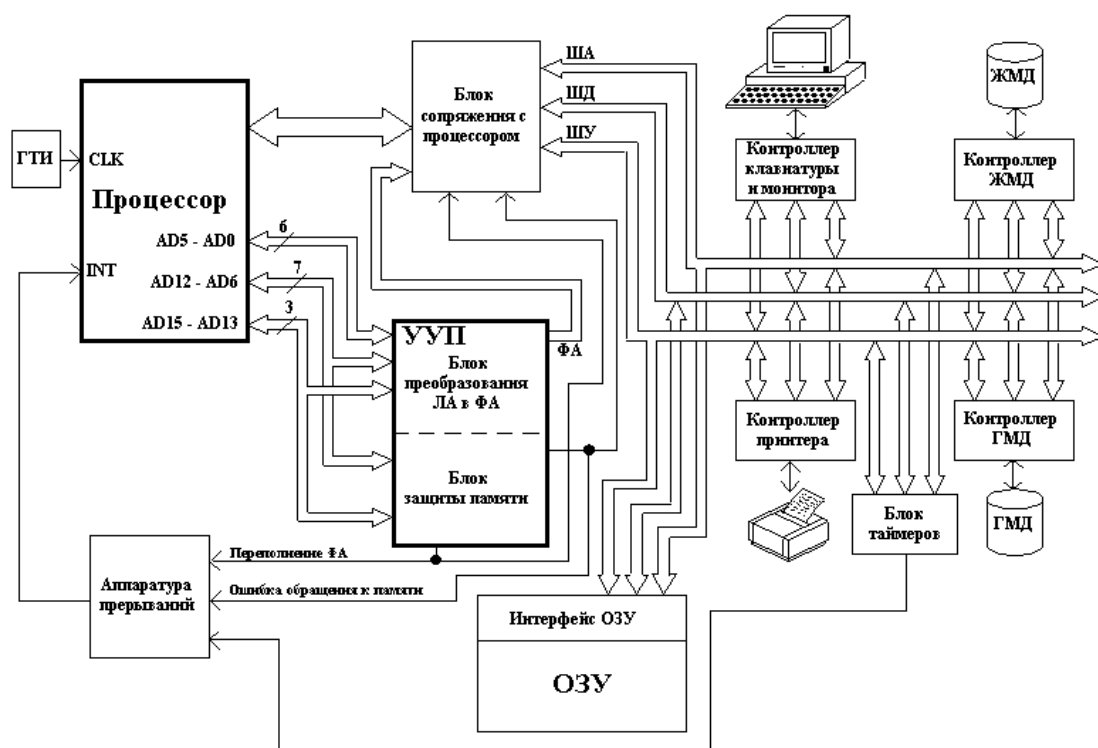 ША
ЖМД
Блок
сопряжения с
процессором
ШД
ШУ
ГТИ
CLK
Контроллер
клавиатуры
и монитора
Контроллер
ЖМД
Процессор
6
AD5 - AD0
INT
7
AD12 - AD6
3
AD15 - AD13
УУП
ФА
Блок
преобразования
ЛА в ФА
Контроллер
принтера
Контроллер
ГМД
Блок
защиты памяти
Блок
таймеров
ГМД
Переполнение ФА
Аппаратура
прерываний
Ошибка обращения к памяти
Интерфейс ОЗУ
ОЗУ